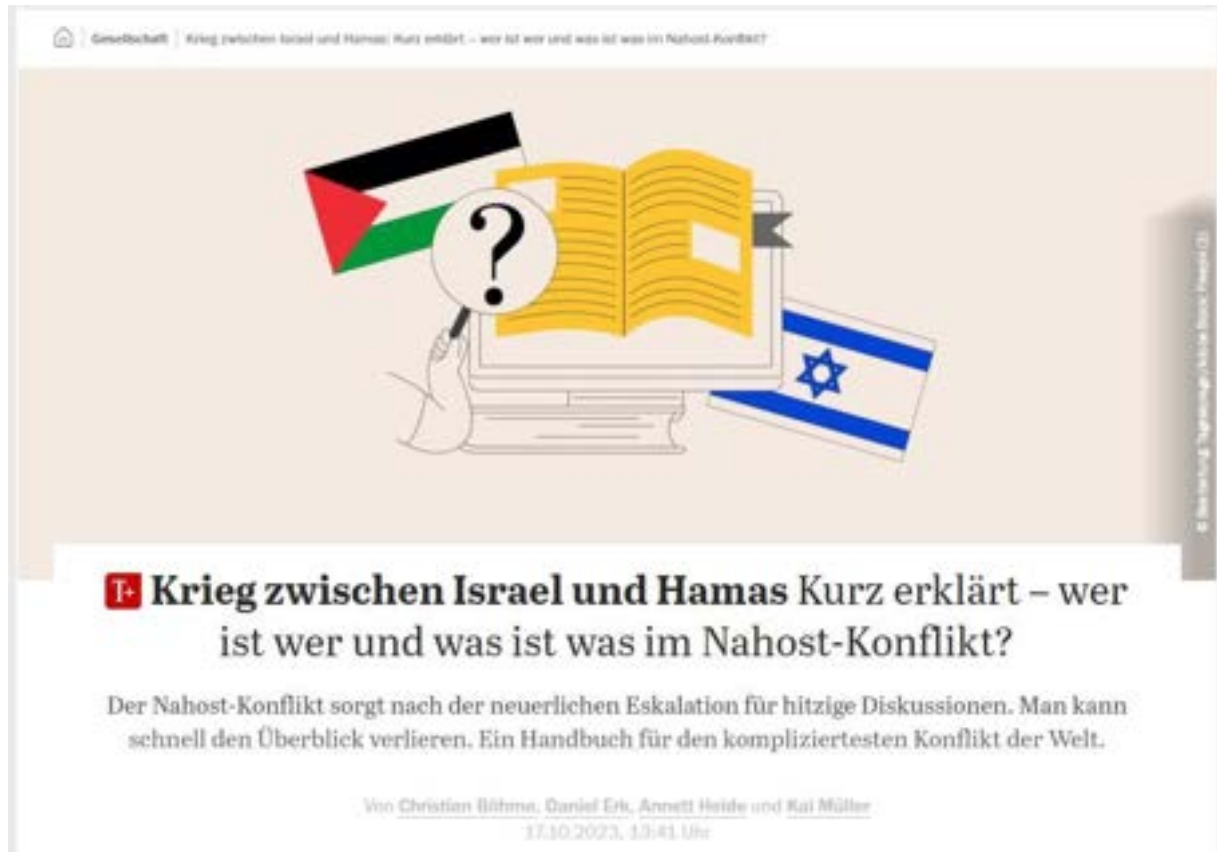 Gesellschaft | Krieg zwischen Israel und Hamas: Kurz erklärt – wer ist wer und was ist was im Nahost-Konflikt?
?
T+ Krieg zwischen Israel und Hamas Kurz erklärt – wer
ist wer und was ist was im Nahost-Konflikt?
Der Nahost-Konflikt sorgt nach der neuerlichen Eskalation für hitzige Diskussionen. Man kann
schnell den Überblick verlieren. Ein Handbuch für den kompliziertesten Konflikt der Welt.
Von Christian Böhme, Daniel Erk, Annett Heide und Kai Müller
17.10.2023, 13:41 Uhr